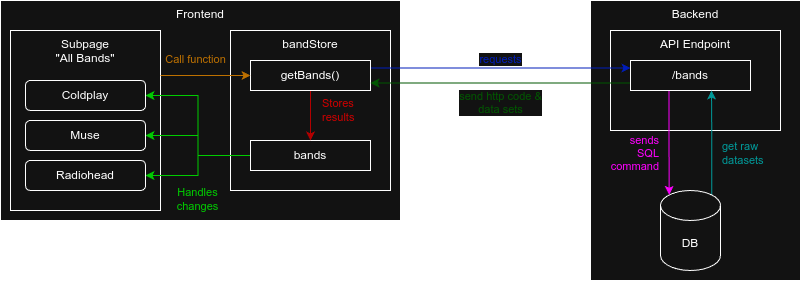 Frontend
Subpage
"All Bands"
Coldplay
Muse
Radiohead
Call function
Handles
changes
bandStore
getBands()
Stores
results
bands
requests
send http code &
data sets
Backend
API Endpoint
/bands
sends
SQL
command
get raw
datasets
DB